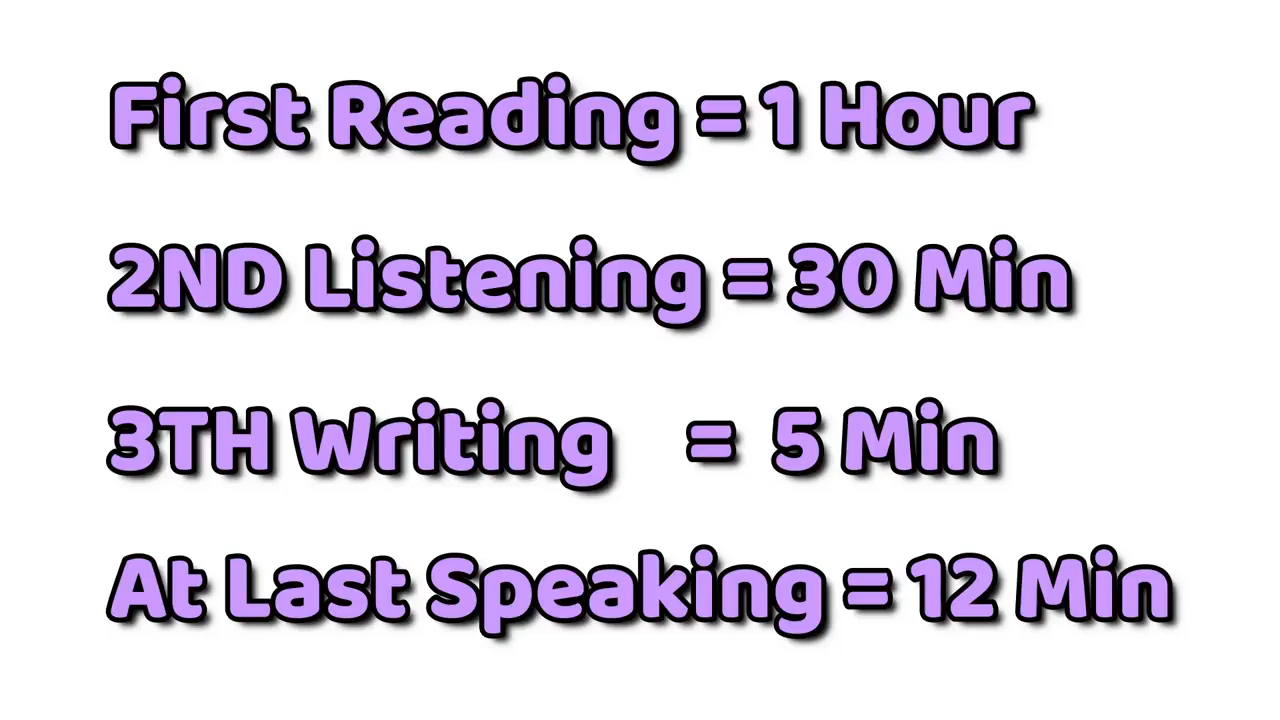 First Reading = 1 Hour
2ND Listening = 30 Min
3TH Writing = 5 Min
At Last Speaking = 12 Min